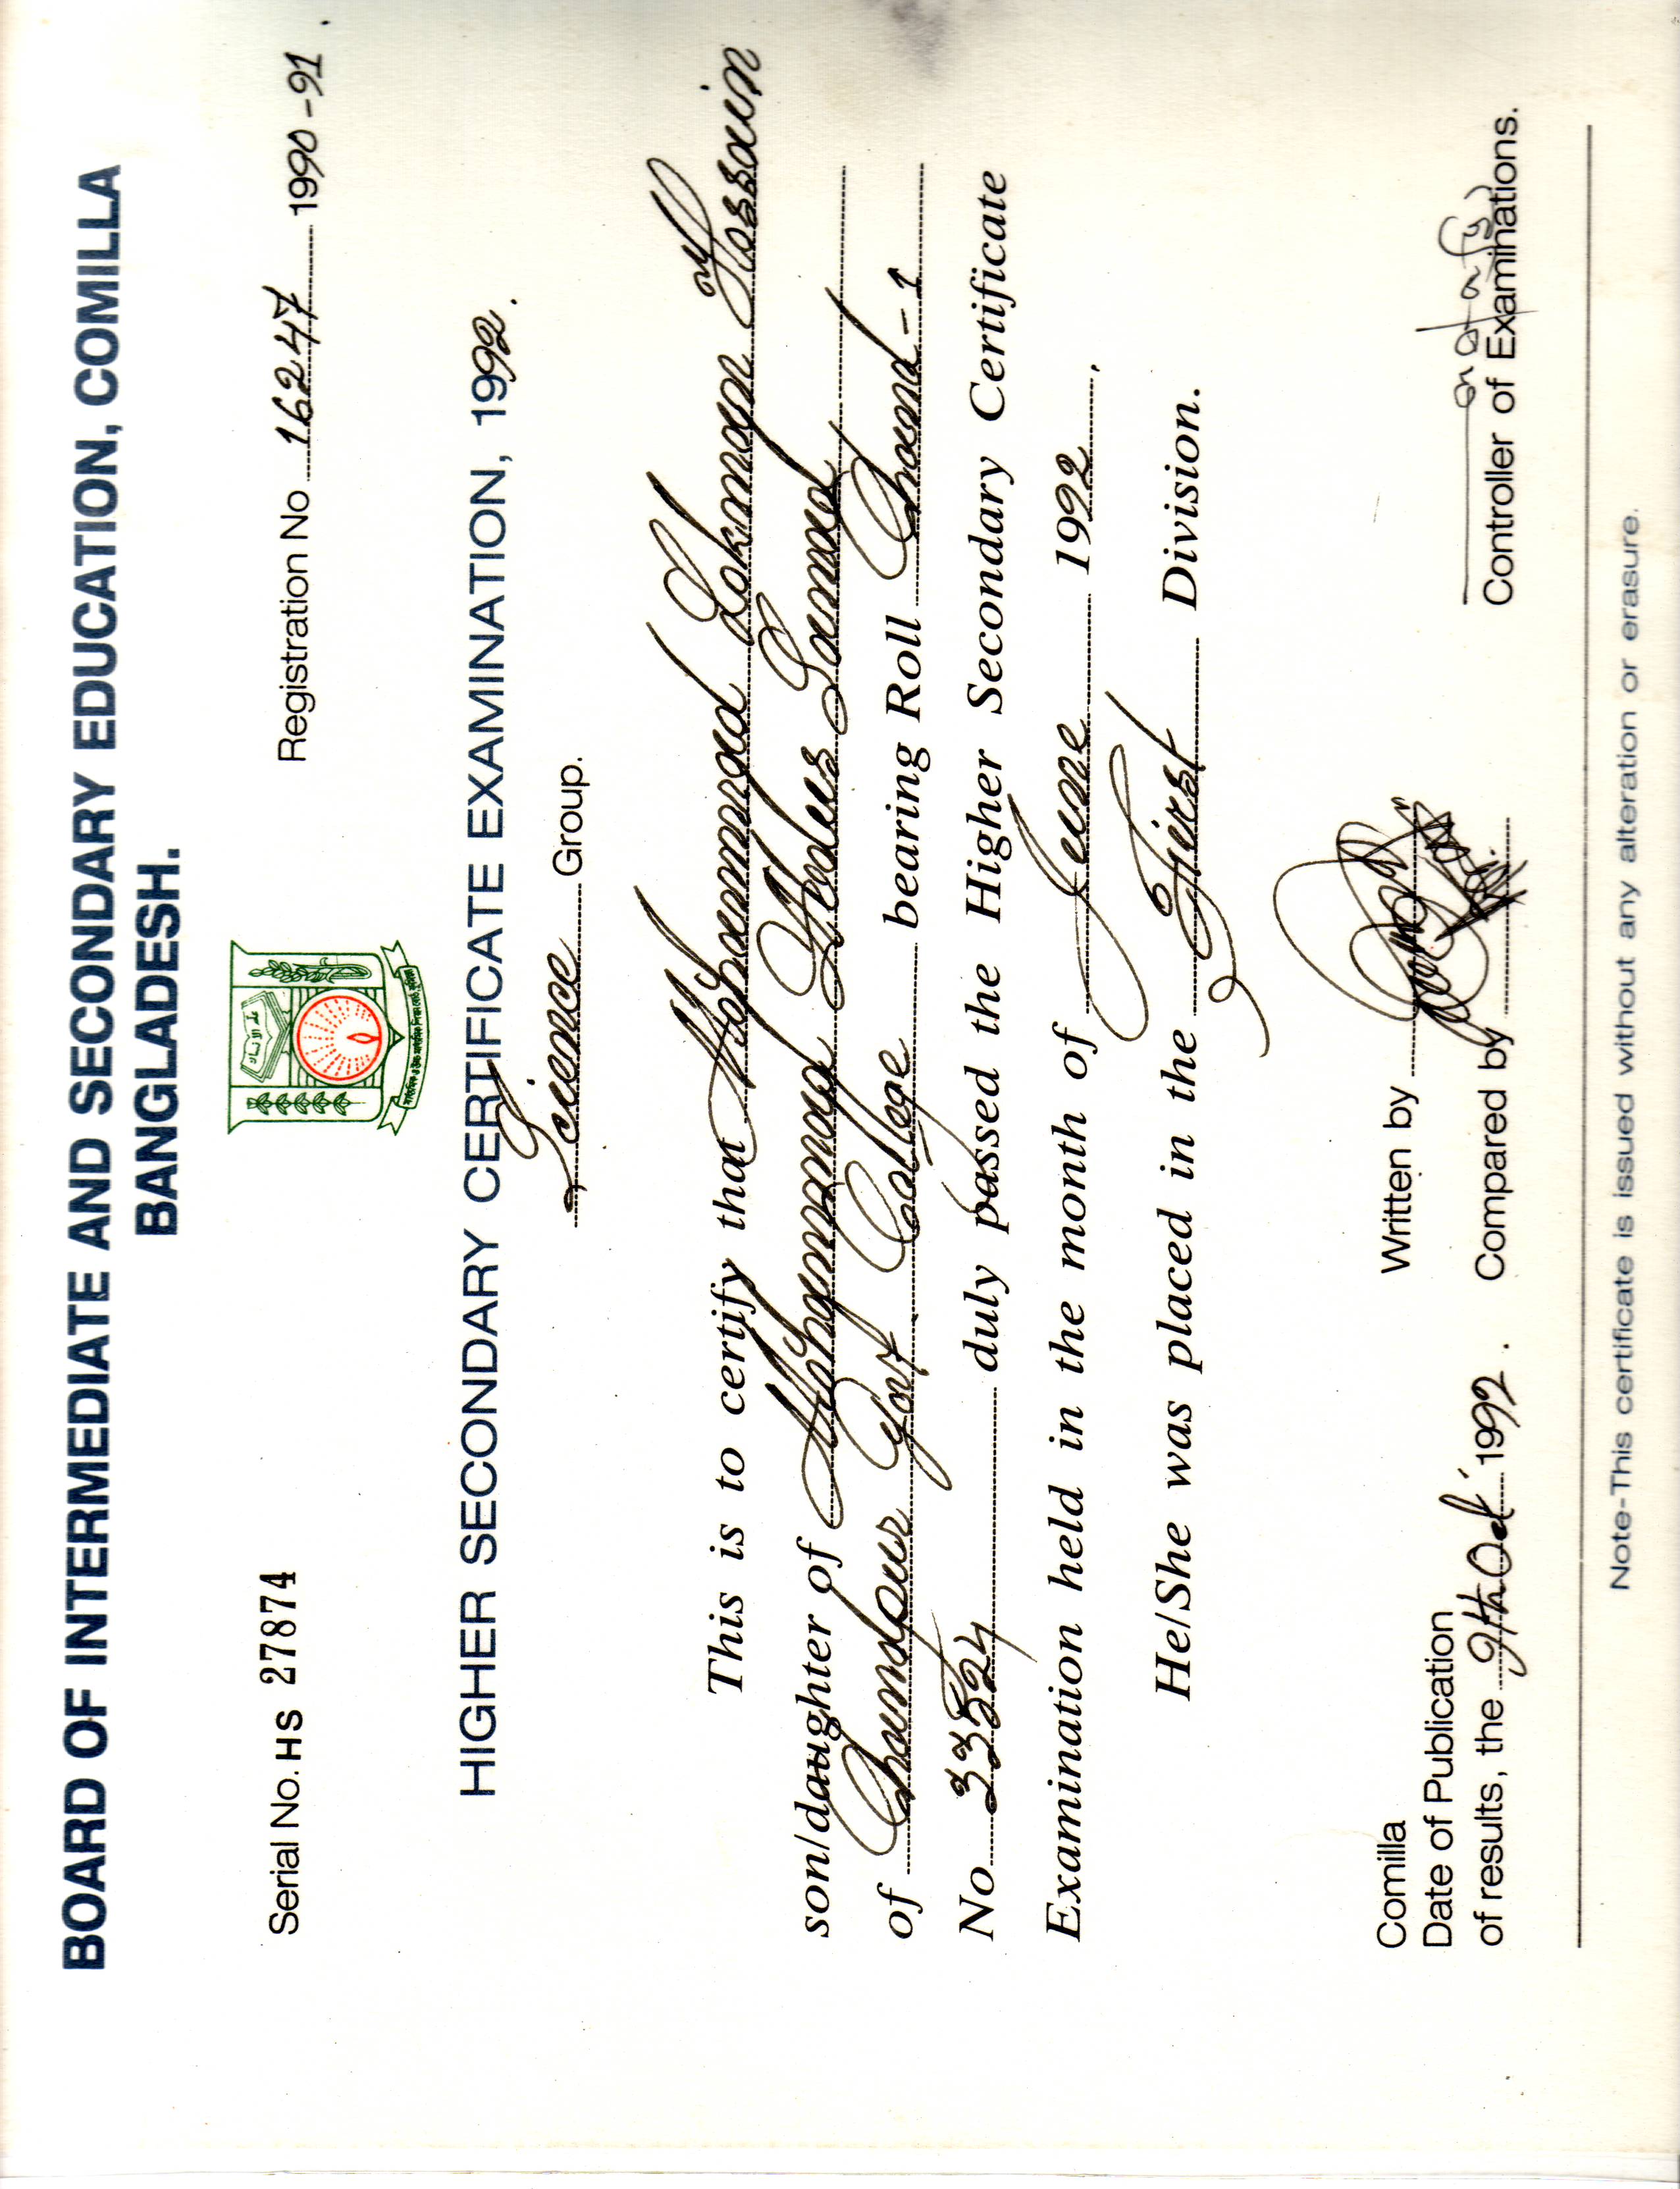 BOARD OF INTERMEDIATE AND SECONDARY EDUCATION, COMILLA
BANGLADESH.
Serial No. HS 27874
Registration No 16247 1990-91.
علم الانسان
মাধ্যমিক ও উচ্চ মাধ্যমিক শিক্ষা বোর্ড, কুমিল্লা
HIGHER SECONDARY CERTIFICATE EXAMINATION, 1992.
Science Group.
This is to certify that Mohammad Lokman Hossain
son/daughter of Mohammad Abdus Samad
of Chandpur Govt. College bearing Roll Chand-1
No 33524 duly passed the Higher Secondary Certificate
Examination held in the month of June 1992.
He/She was placed in the First Division.
Comilla
Date of Publication
of results, the 9th Oct 1992.
Written by
Compared by
Controller of Examinations.
Note-This certificate is issued without any alteration or erasure.